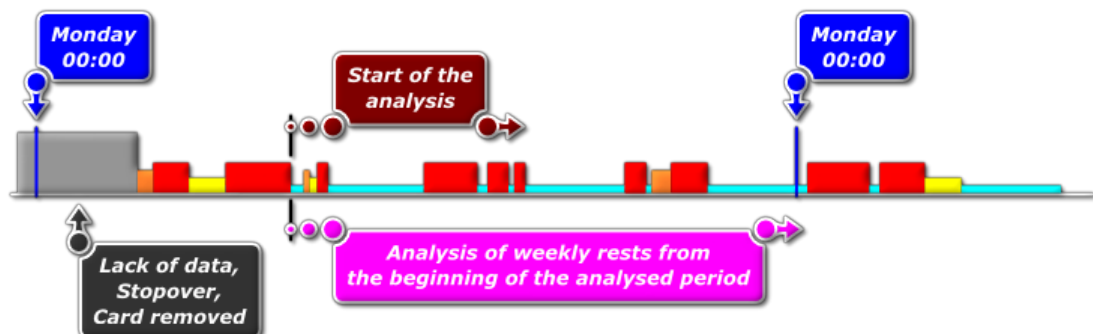 Monday
00:00
Start of the
analysis
Monday
00:00
Lack of data,
Stopover,
Card removed
Analysis of weekly rests from
the beginning of the analysed period